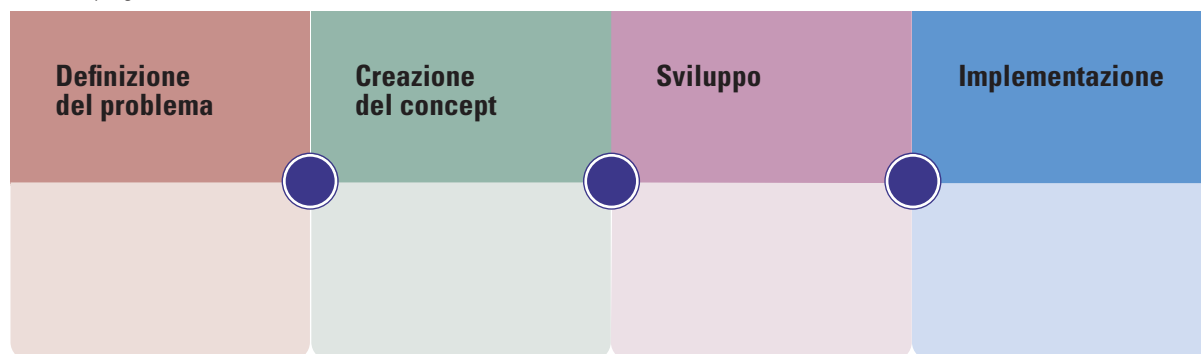 Definizione
del problema
Creazione
del concept
Sviluppo
Implementazione